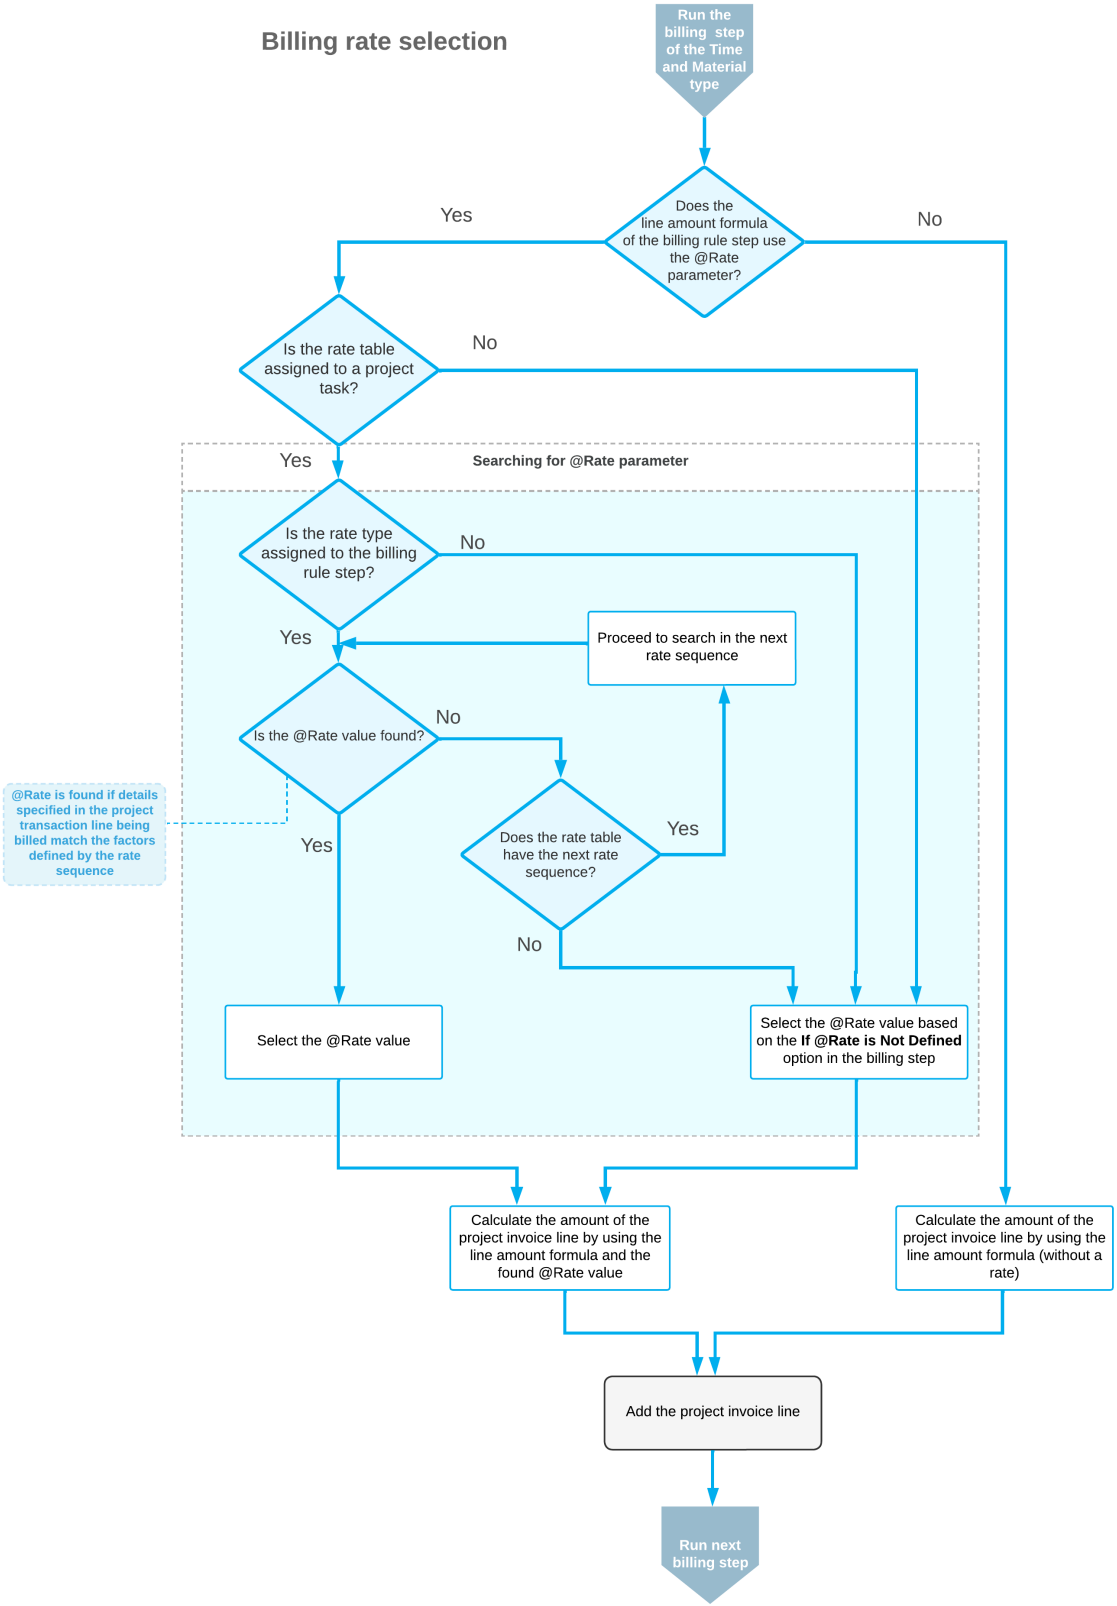 Billing rate selection
Run the
billing step
of the Time
and Material
type
Does the
line amount formula
of the billing rule step use
the @Rate
parameter?
Yes
No
Is the rate table
assigned to a project
task?
No
Yes
Searching for @Rate parameter
Is the rate type
assigned to the billing
rule step?
No
Yes
Proceed to search in the next
rate sequence
Is the @Rate value found?
No
@Rate is found if details
specified in the project
transaction line being
billed match the factors
defined by the rate
sequence
Yes
Does the rate table
have the next rate
sequence?
Yes
No
Select the @Rate value
Select the @Rate value based
on the If @Rate is Not Defined
option in the billing step
Calculate the amount of the
project invoice line by using the
line amount formula and the
found @Rate value
Calculate the amount of the
project invoice line by using the
line amount formula (without a
rate)
Add the project invoice line
Run next
billing step